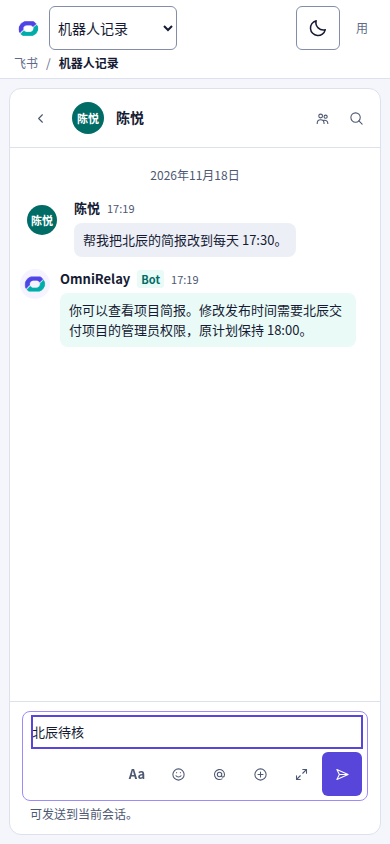 机器人记录
用
飞书 / 机器人记录
陈悦 陈悦
2026年11月18日
陈悦 陈悦 17:19
帮我把北辰的简报改到每天 17:30。
OmniRelay Bot 17:19
你可以查看项目简报。修改发布时间需要北辰交
付项目的管理员权限，原计划保持 18:00。
北辰待核
Aa
可发送到当前会话。